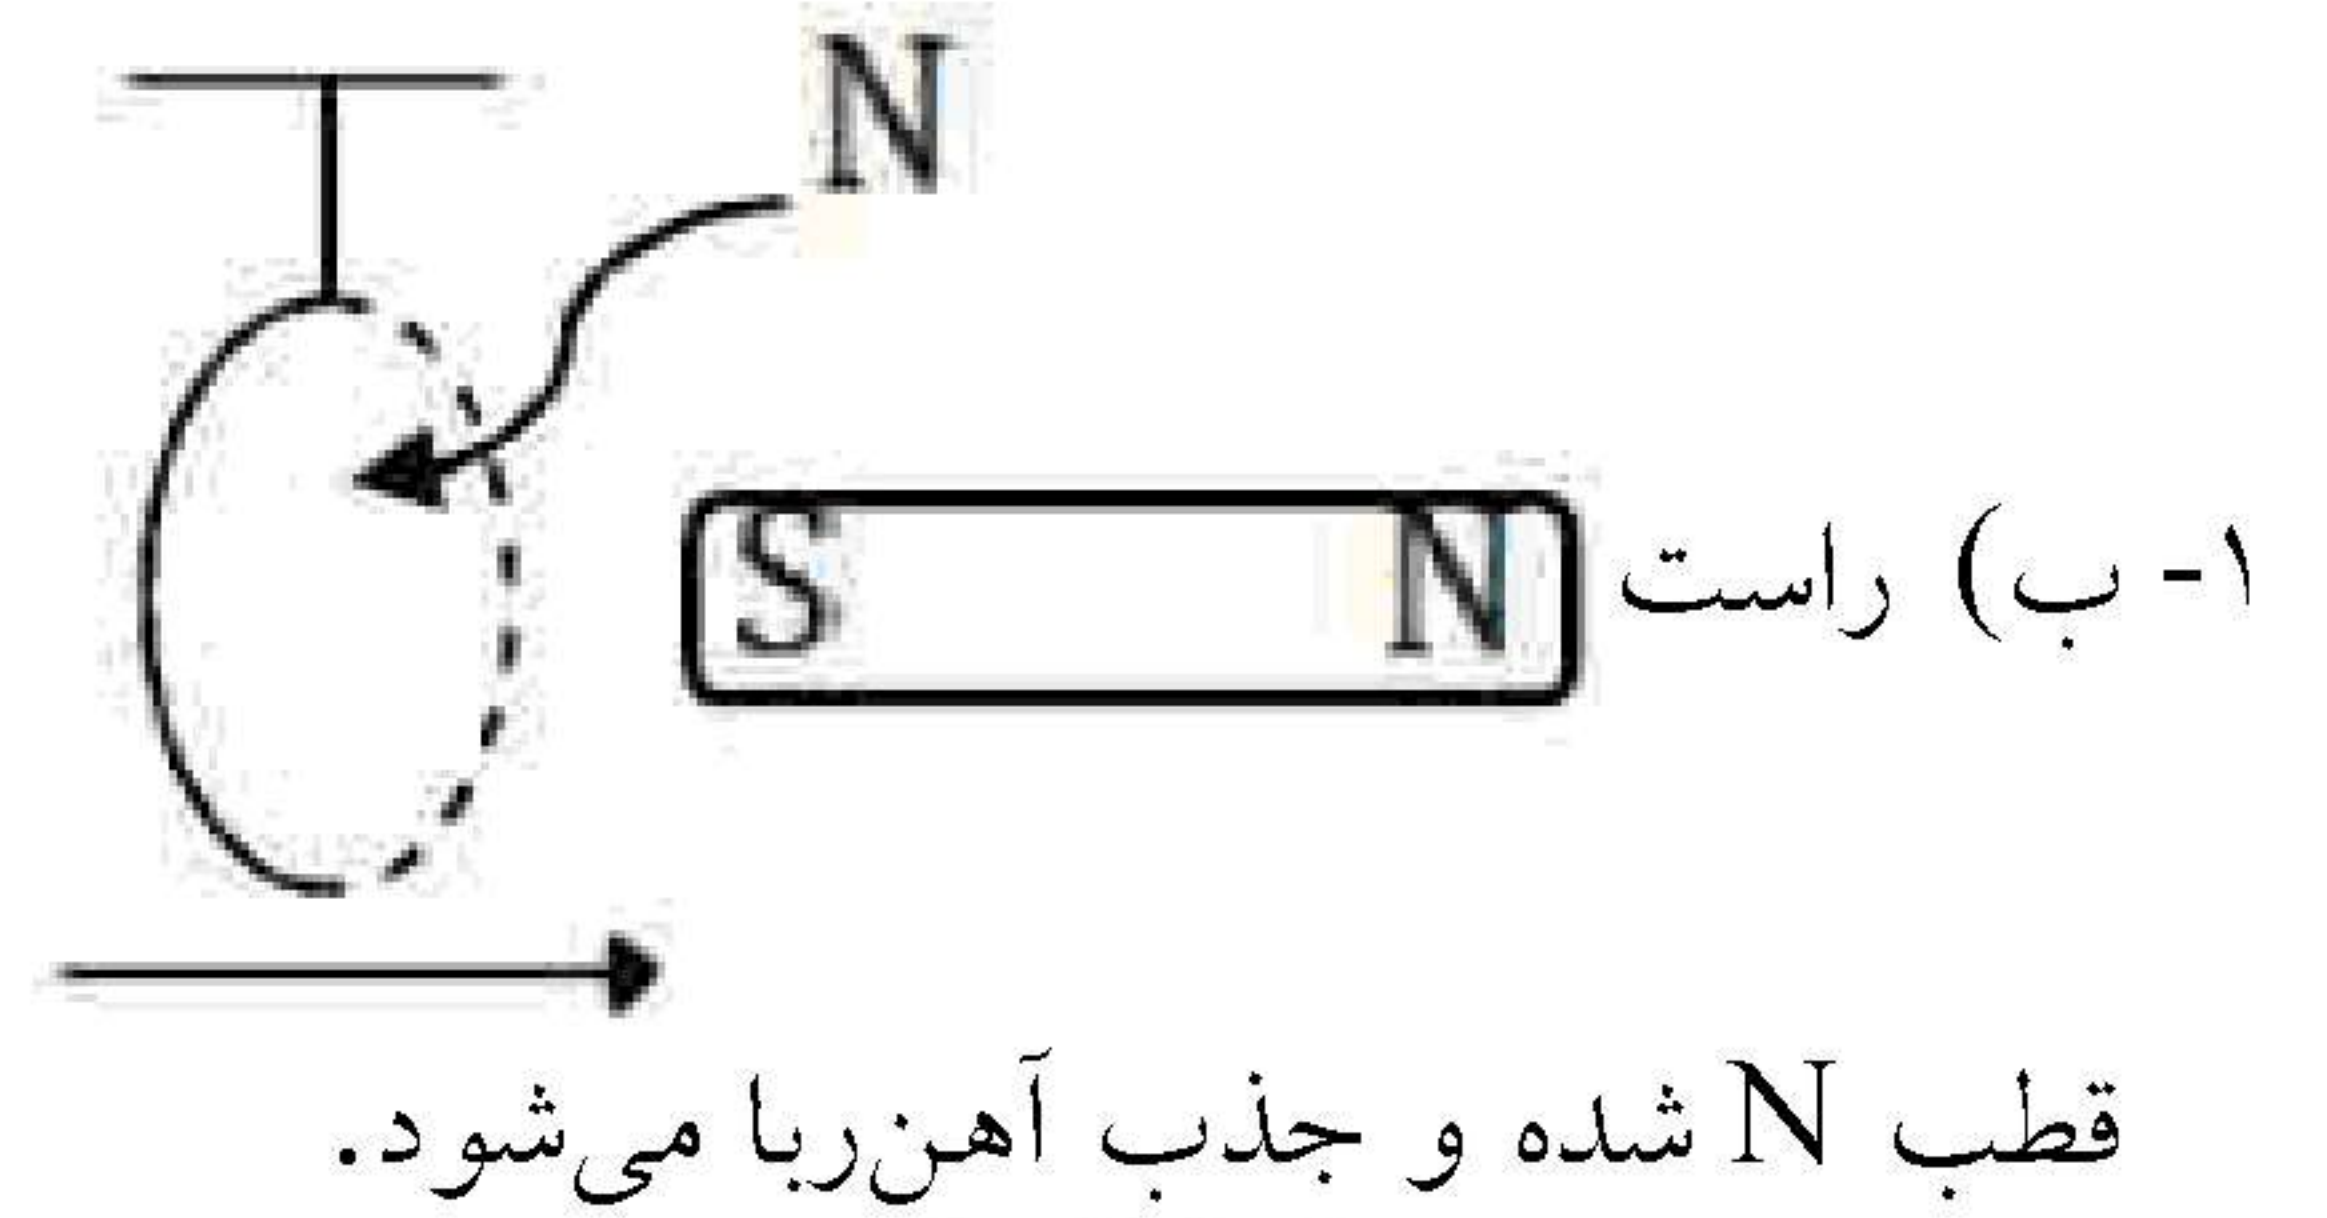 N
S N
۱- ب) راست
قطب N شده و جذب آهن‌ربا می‌شود.